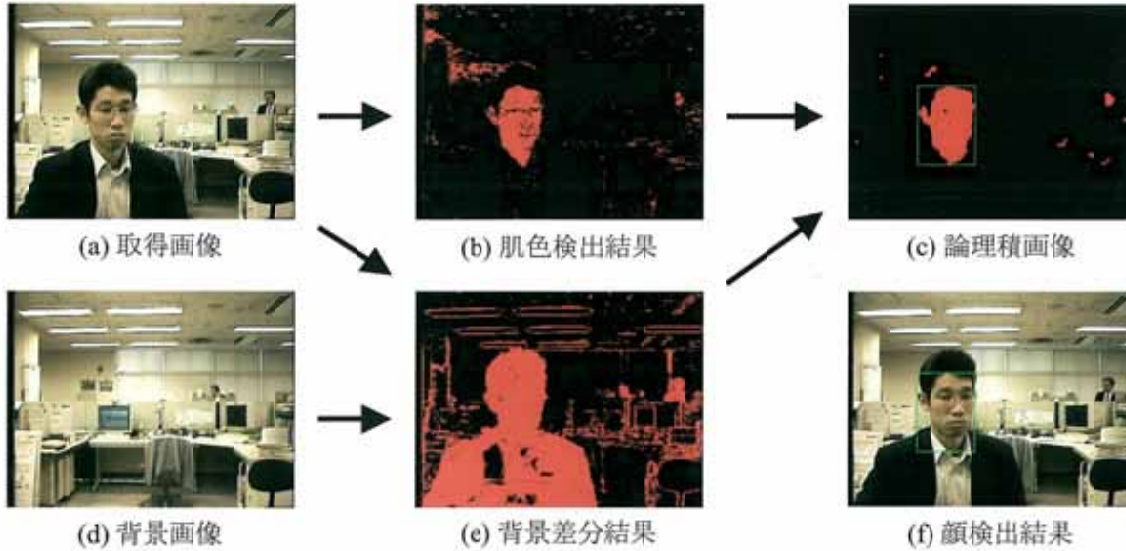 (a) 取得画像
(b) 肌色検出結果
(c) 論理積画像
(d) 背景画像
(e) 背景差分結果
(f) 顔検出結果